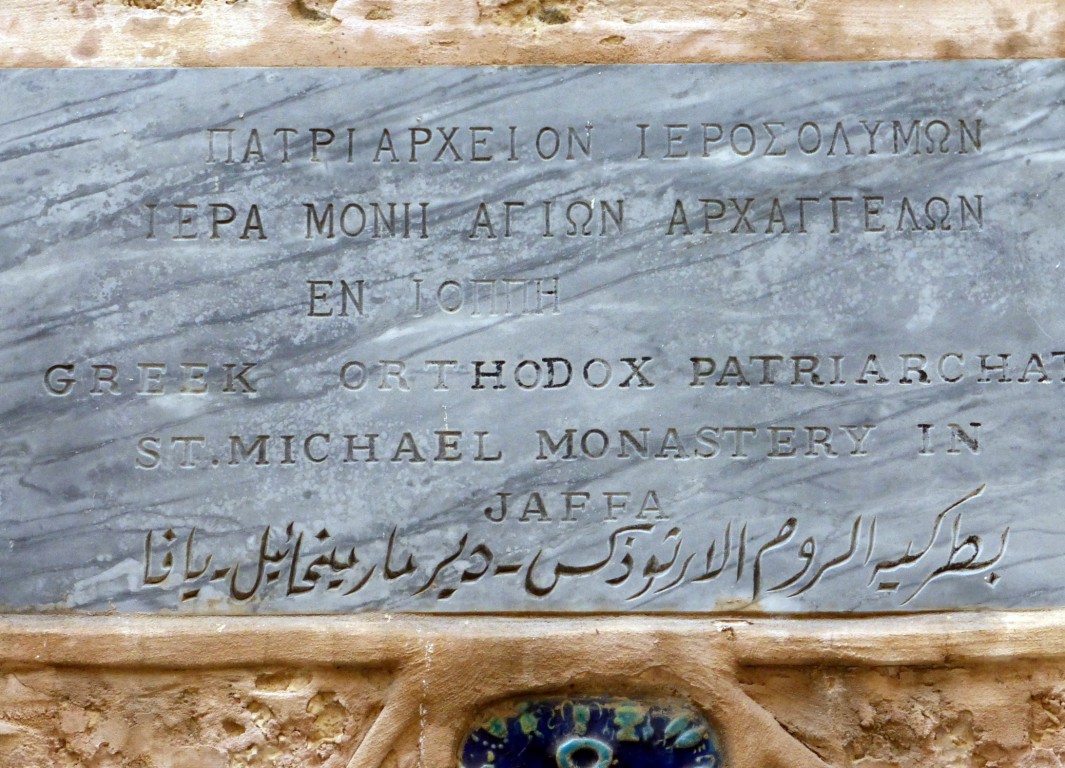 ΠΑΤΡΙΑΡΧΕΙΟΝ ΙΕΡΟΣΟΛΥΜΩΝ
ΙΕΡΑ ΜΟΝΗ ΑΓΙΩΝ ΑΡΧΑΓΓΕΛΩΝ
ΕΝ ΙΟΠΠΗ
GREEK ORTHODOX PATRIARCHAT
ST. MICHAEL MONASTERY IN
JAFFA
بطركيه الروم الارثوذكس - دير مار ميخائيل - يافا